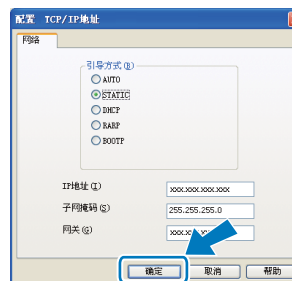 配置 TCP/IP地址
网络
引导方式(B)
AUTO
STATIC
DHCP
RARP
BOOTP
IP地址(I) xxx.xxx.xxx.xxx
子网掩码(S) 255.255.255.0
网关(G) xxx.xx
确定 取消 帮助